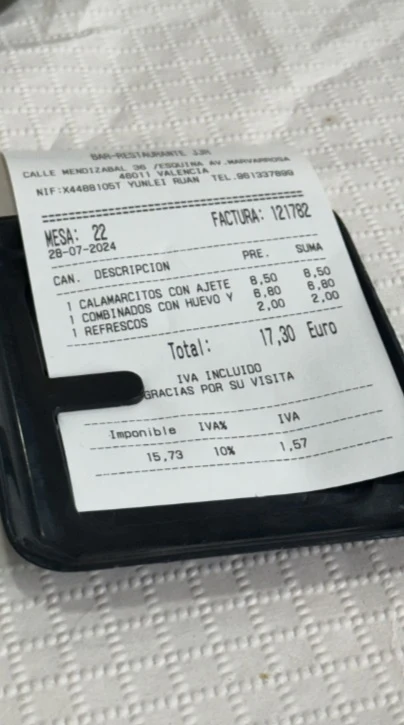 BAR-RESTAURANTE JJM
CALLE MENDIZABAL 36 /ESQUINA AV.MARVARROSA
46011 VALENCIA
NIF:X4488105T YUNLEI RUAN TEL.961337899
MESA: 22 FACTURA: 121782
28-07-2024
CAN. DESCRIPCION PRE. SUMA
1 CALAMARCITOS CON AJETE 8,50 8,50
1 COMBINADOS CON HUEVO Y 6,80 6,80
1 REFRESCOS 2,00 2,00
Total: 17,30 Euro
IVA INCLUIDO
GRACIAS POR SU VISITA
Imponible IVA% IVA
15,73 10% 1,57